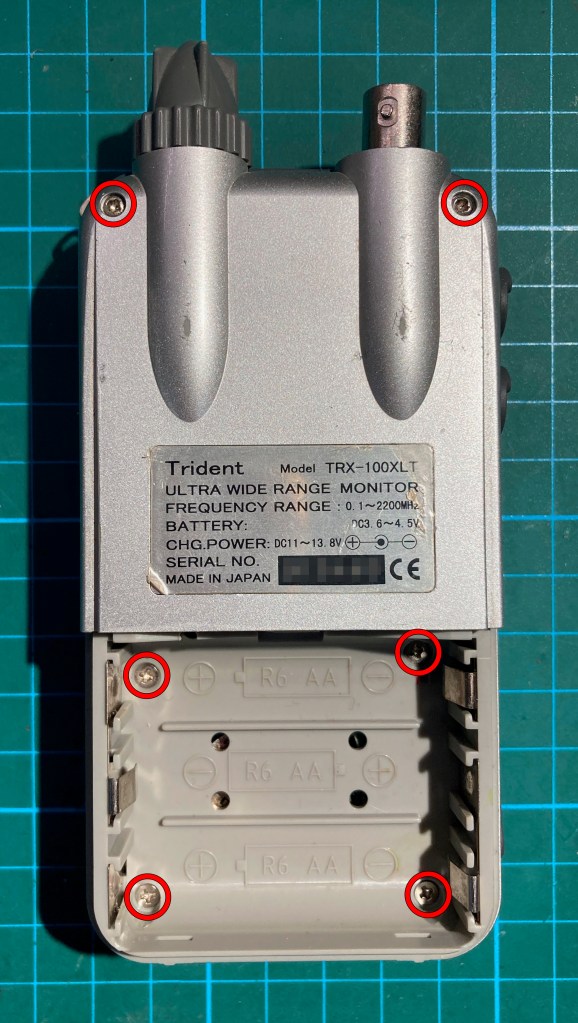 Trident Model TRX-100XLT
ULTRA WIDE RANGE MONITOR
FREQUENCY RANGE : 0.1~2200MHz
BATTERY: DC3.6~4.5V
CHG.POWER: DC11~13.8V + −
SERIAL NO.
MADE IN JAPAN CE
+ R6 AA −
− R6 AA +
+ R6 AA −